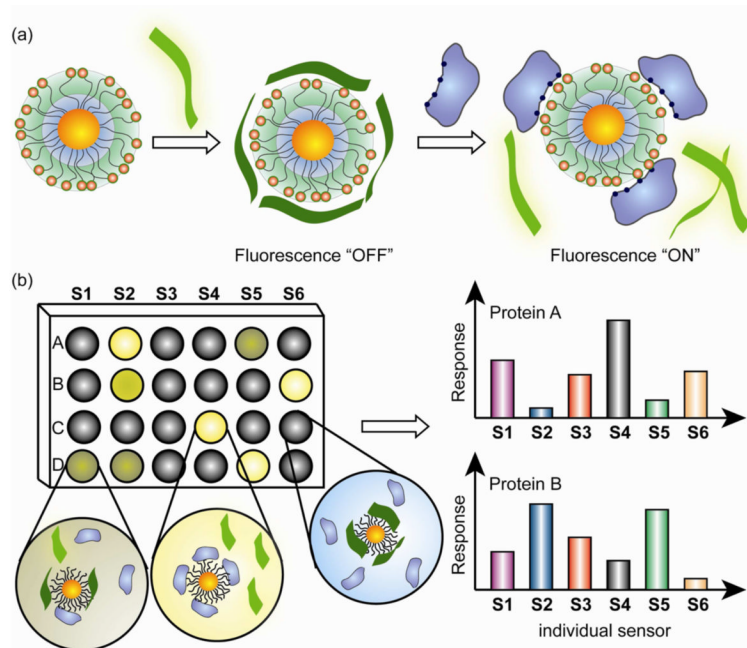 (a)
Fluorescence “OFF”
Fluorescence “ON”
(b)
S1 S2 S3 S4 S5 S6
A
B
C
D
Response
Protein A
S1 S2 S3 S4 S5 S6
Response
Protein B
S1 S2 S3 S4 S5 S6
individual sensor